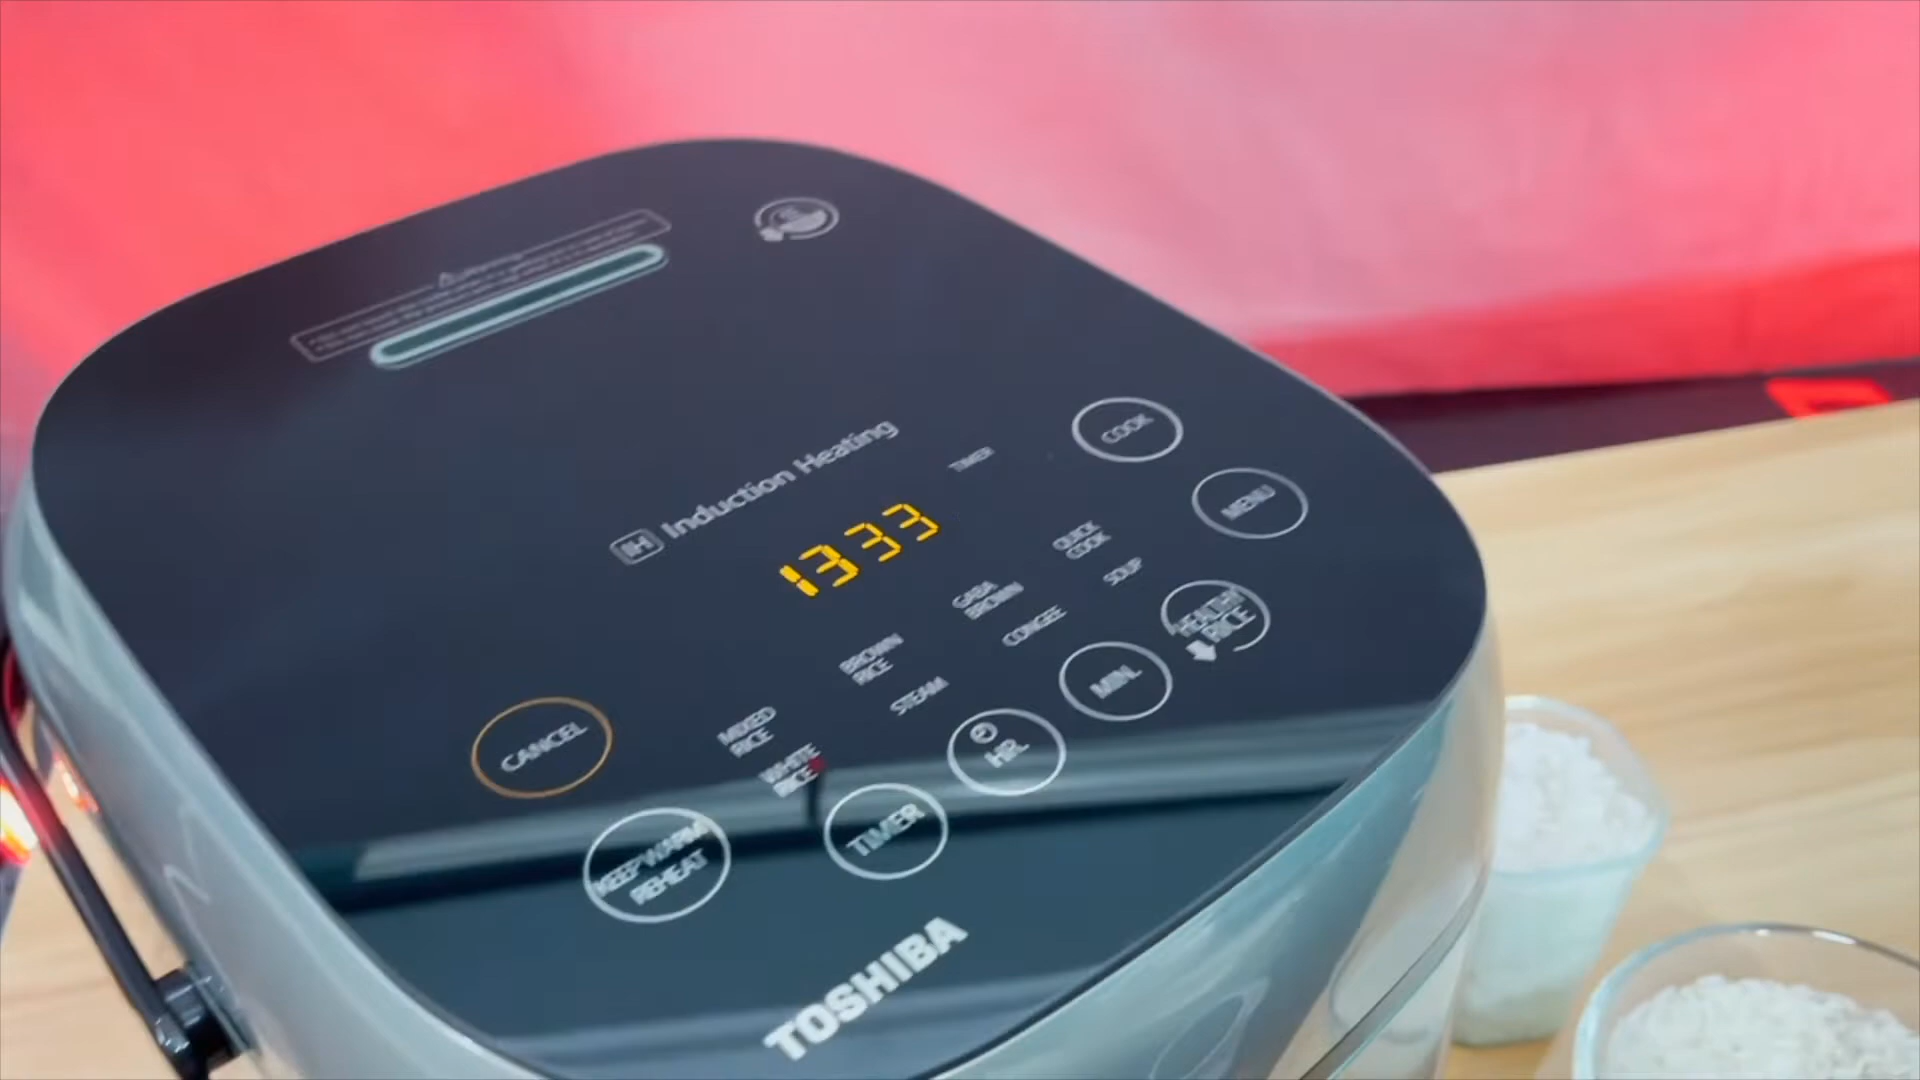 IH Induction Heating
TIMER
COOK
1333
MENU
QUICK
COOK
SOUP
GABA
BROWN
CONGEE
HEALTHY
RICE
BROWN
RICE
STEAM
MIN.
MIXED
RICE
WHITE
RICE
HR.
CANCEL
TIMER
KEEP WARM
REHEAT
TOSHIBA